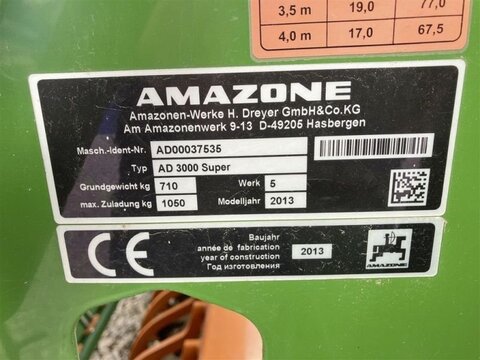 3,5 m 19,0 77,0
4,0 m 17,0 67,5
AMAZONE
Amazonen-Werke H. Dreyer GmbH&Co.KG
Am Amazonenwerk 9-13 D-49205 Hasbergen
Masch.-Ident-Nr. AD00037535
Typ AD 3000 Super
Grundgewicht kg 710 Werk 5
max. Zuladung kg 1050 Modelljahr 2013
CE
Baujahr
année de fabrication
year of construction
Год изготовления
2013
AMAZONE